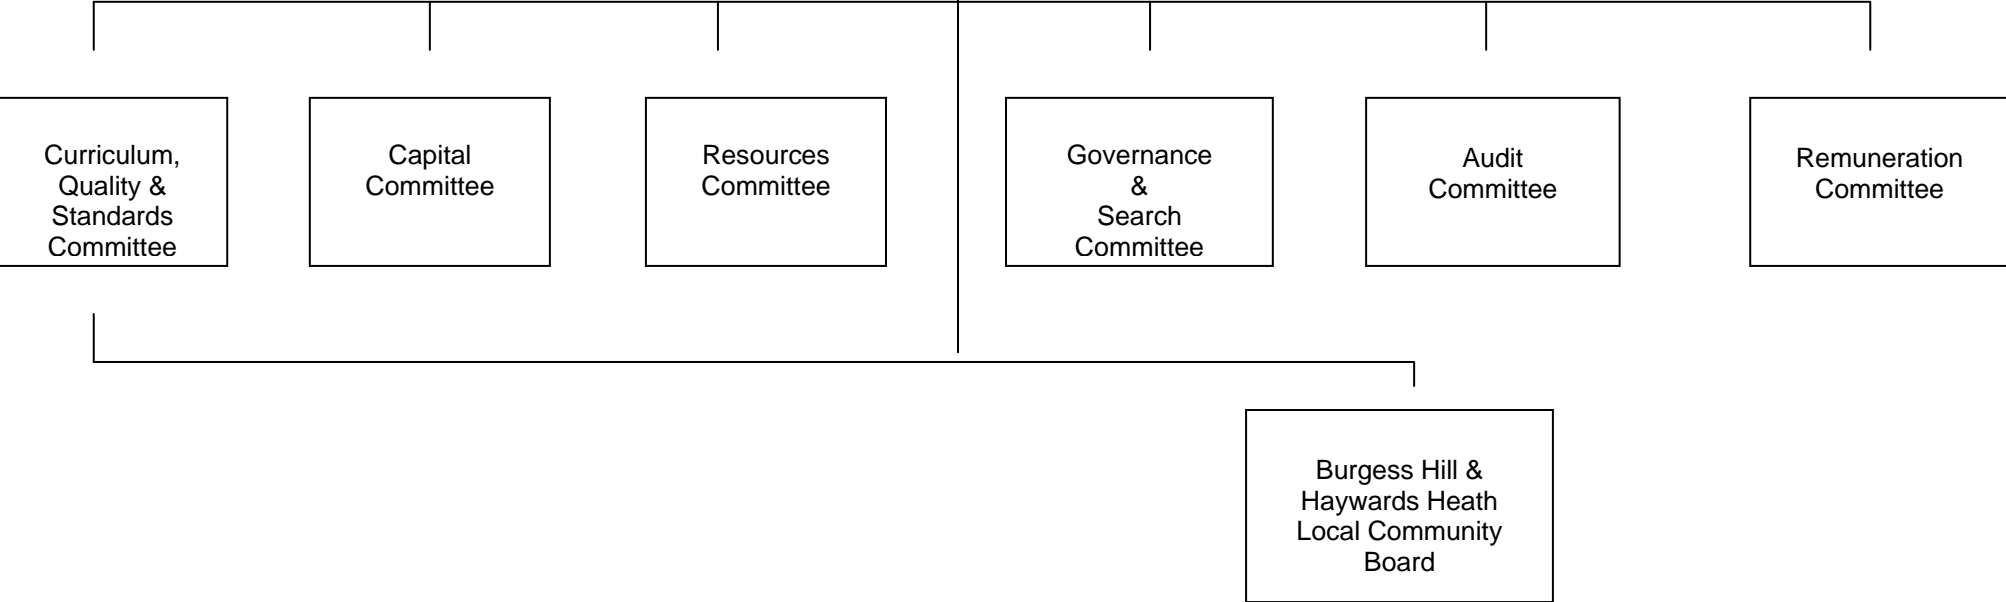 Curriculum,
Quality &
Standards
Committee
Capital
Committee
Resources
Committee
Governance
&
Search
Committee
Audit
Committee
Remuneration
Committee
Burgess Hill &
Haywards Heath
Local Community
Board